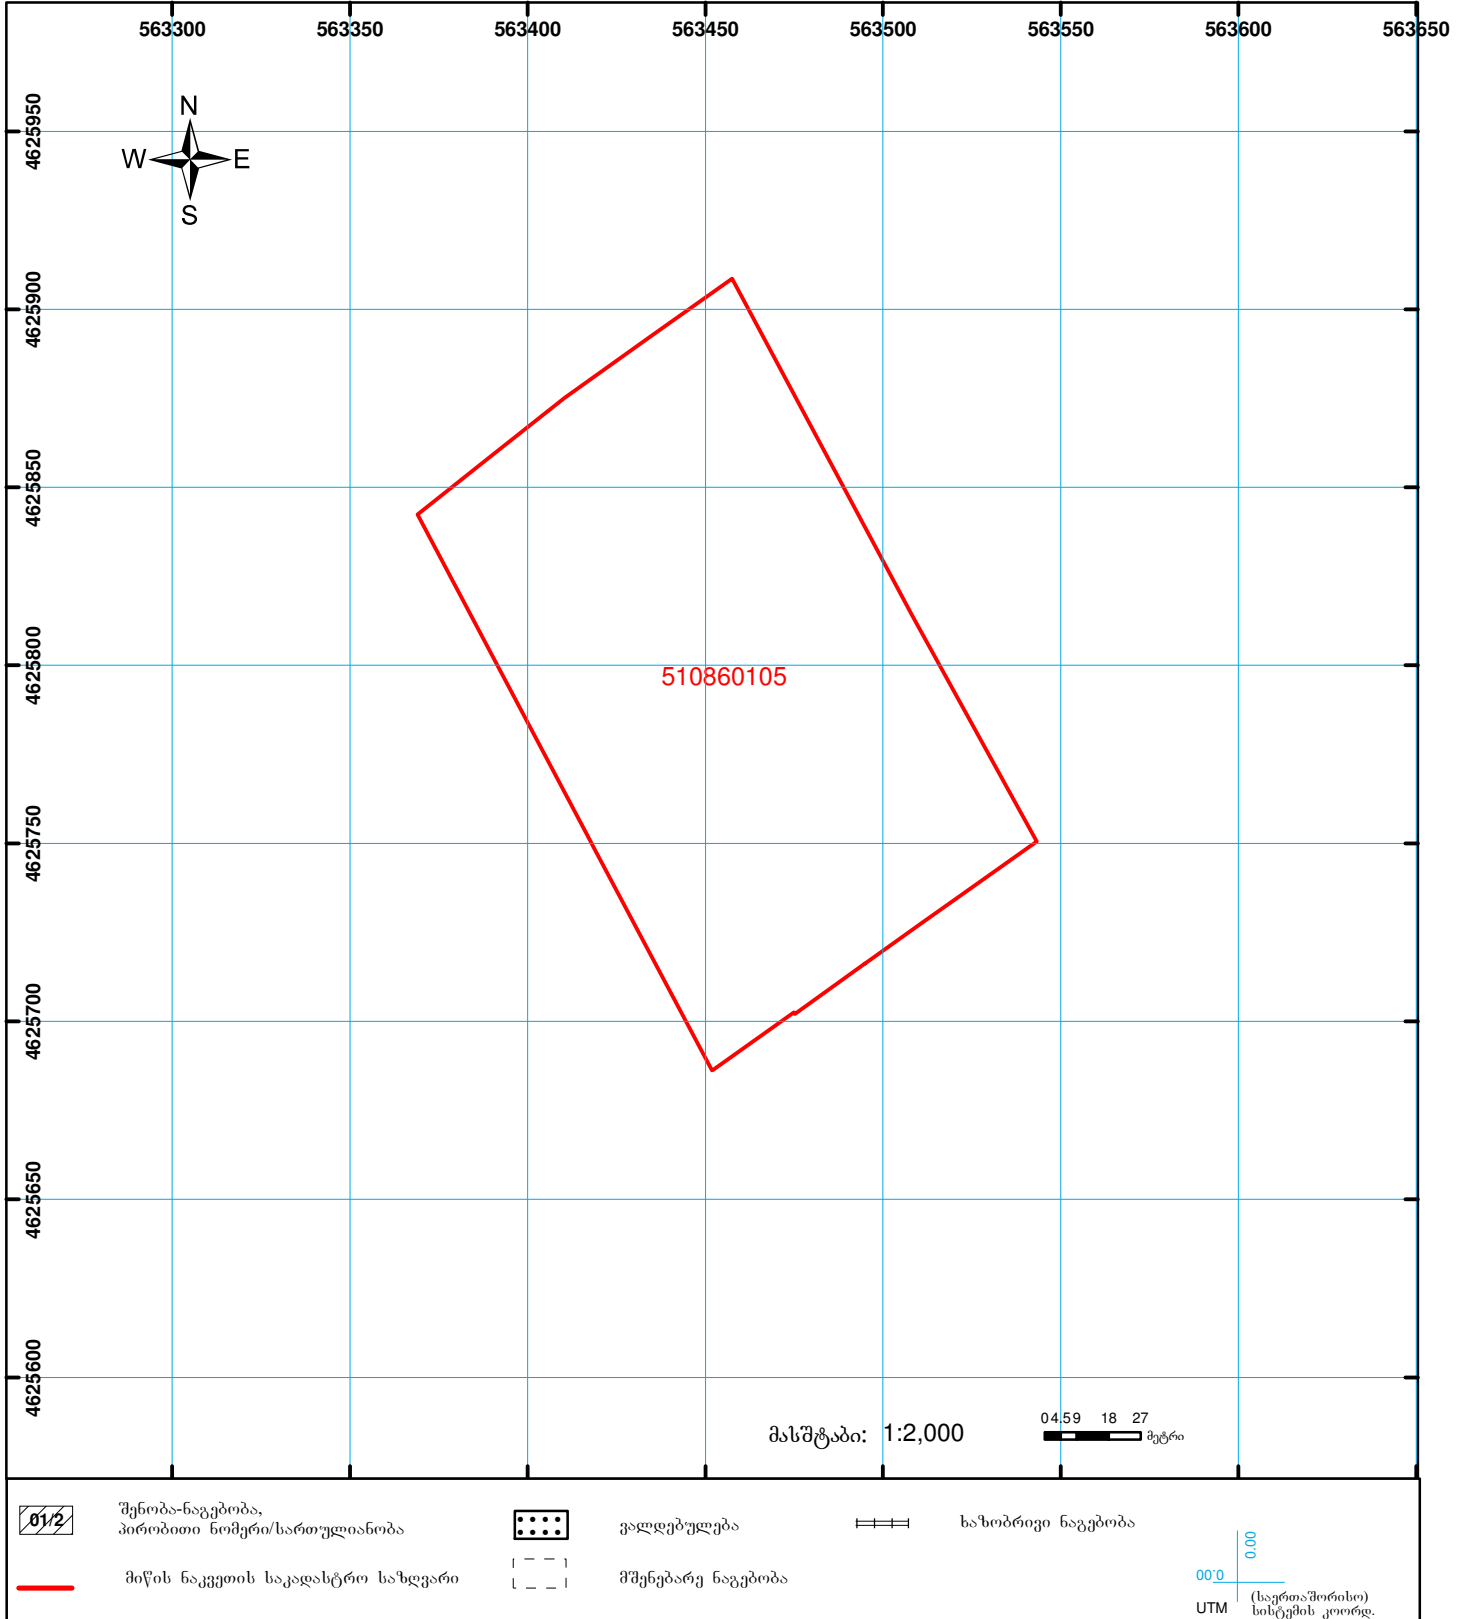 563300 563350 563400 563450 563500 563550 563600 563650
4625950
N
W E
S
4625900
4625850
4625800
510860105
4625750
4625700
4625650
4625600
მასშტაბი: 1:2,000
0 4.5 9 18 27
მეტრი
01/2
შენობა-ნაგებობა,
პირობითი ნომერი/სართულიანობა
ვალდებულება
ხაზობრივი ნაგებობა
მიწის ნაკვეთის საკადასტრო საზღვარი
მშენებარე ნაგებობა
0.00
00.0
UTM
(საერთაშორისო)
სისტემის კოორდ.